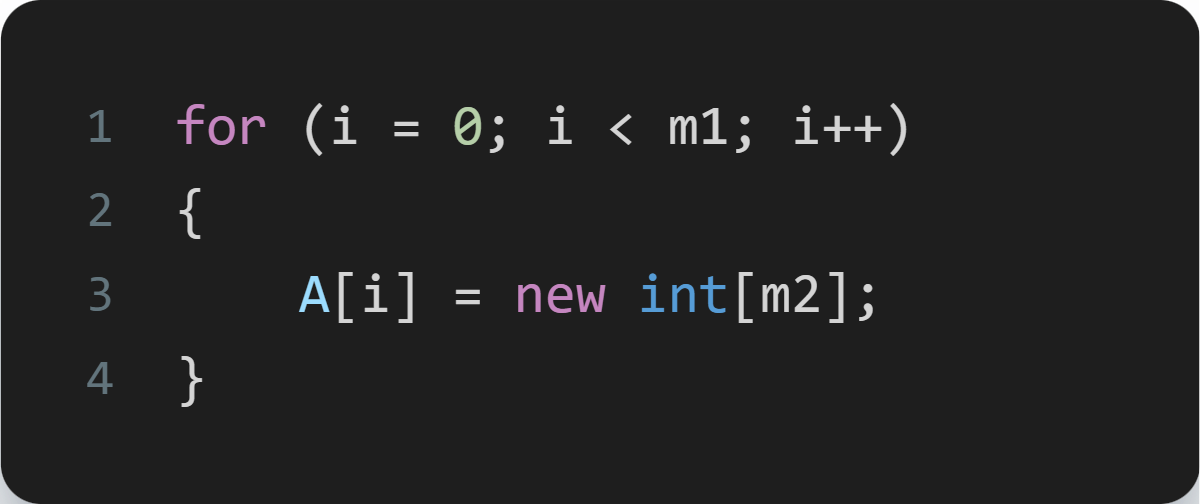 1 for (i = 0; i < m1; i++)
2 {
3     A[i] = new int[m2];
4 }